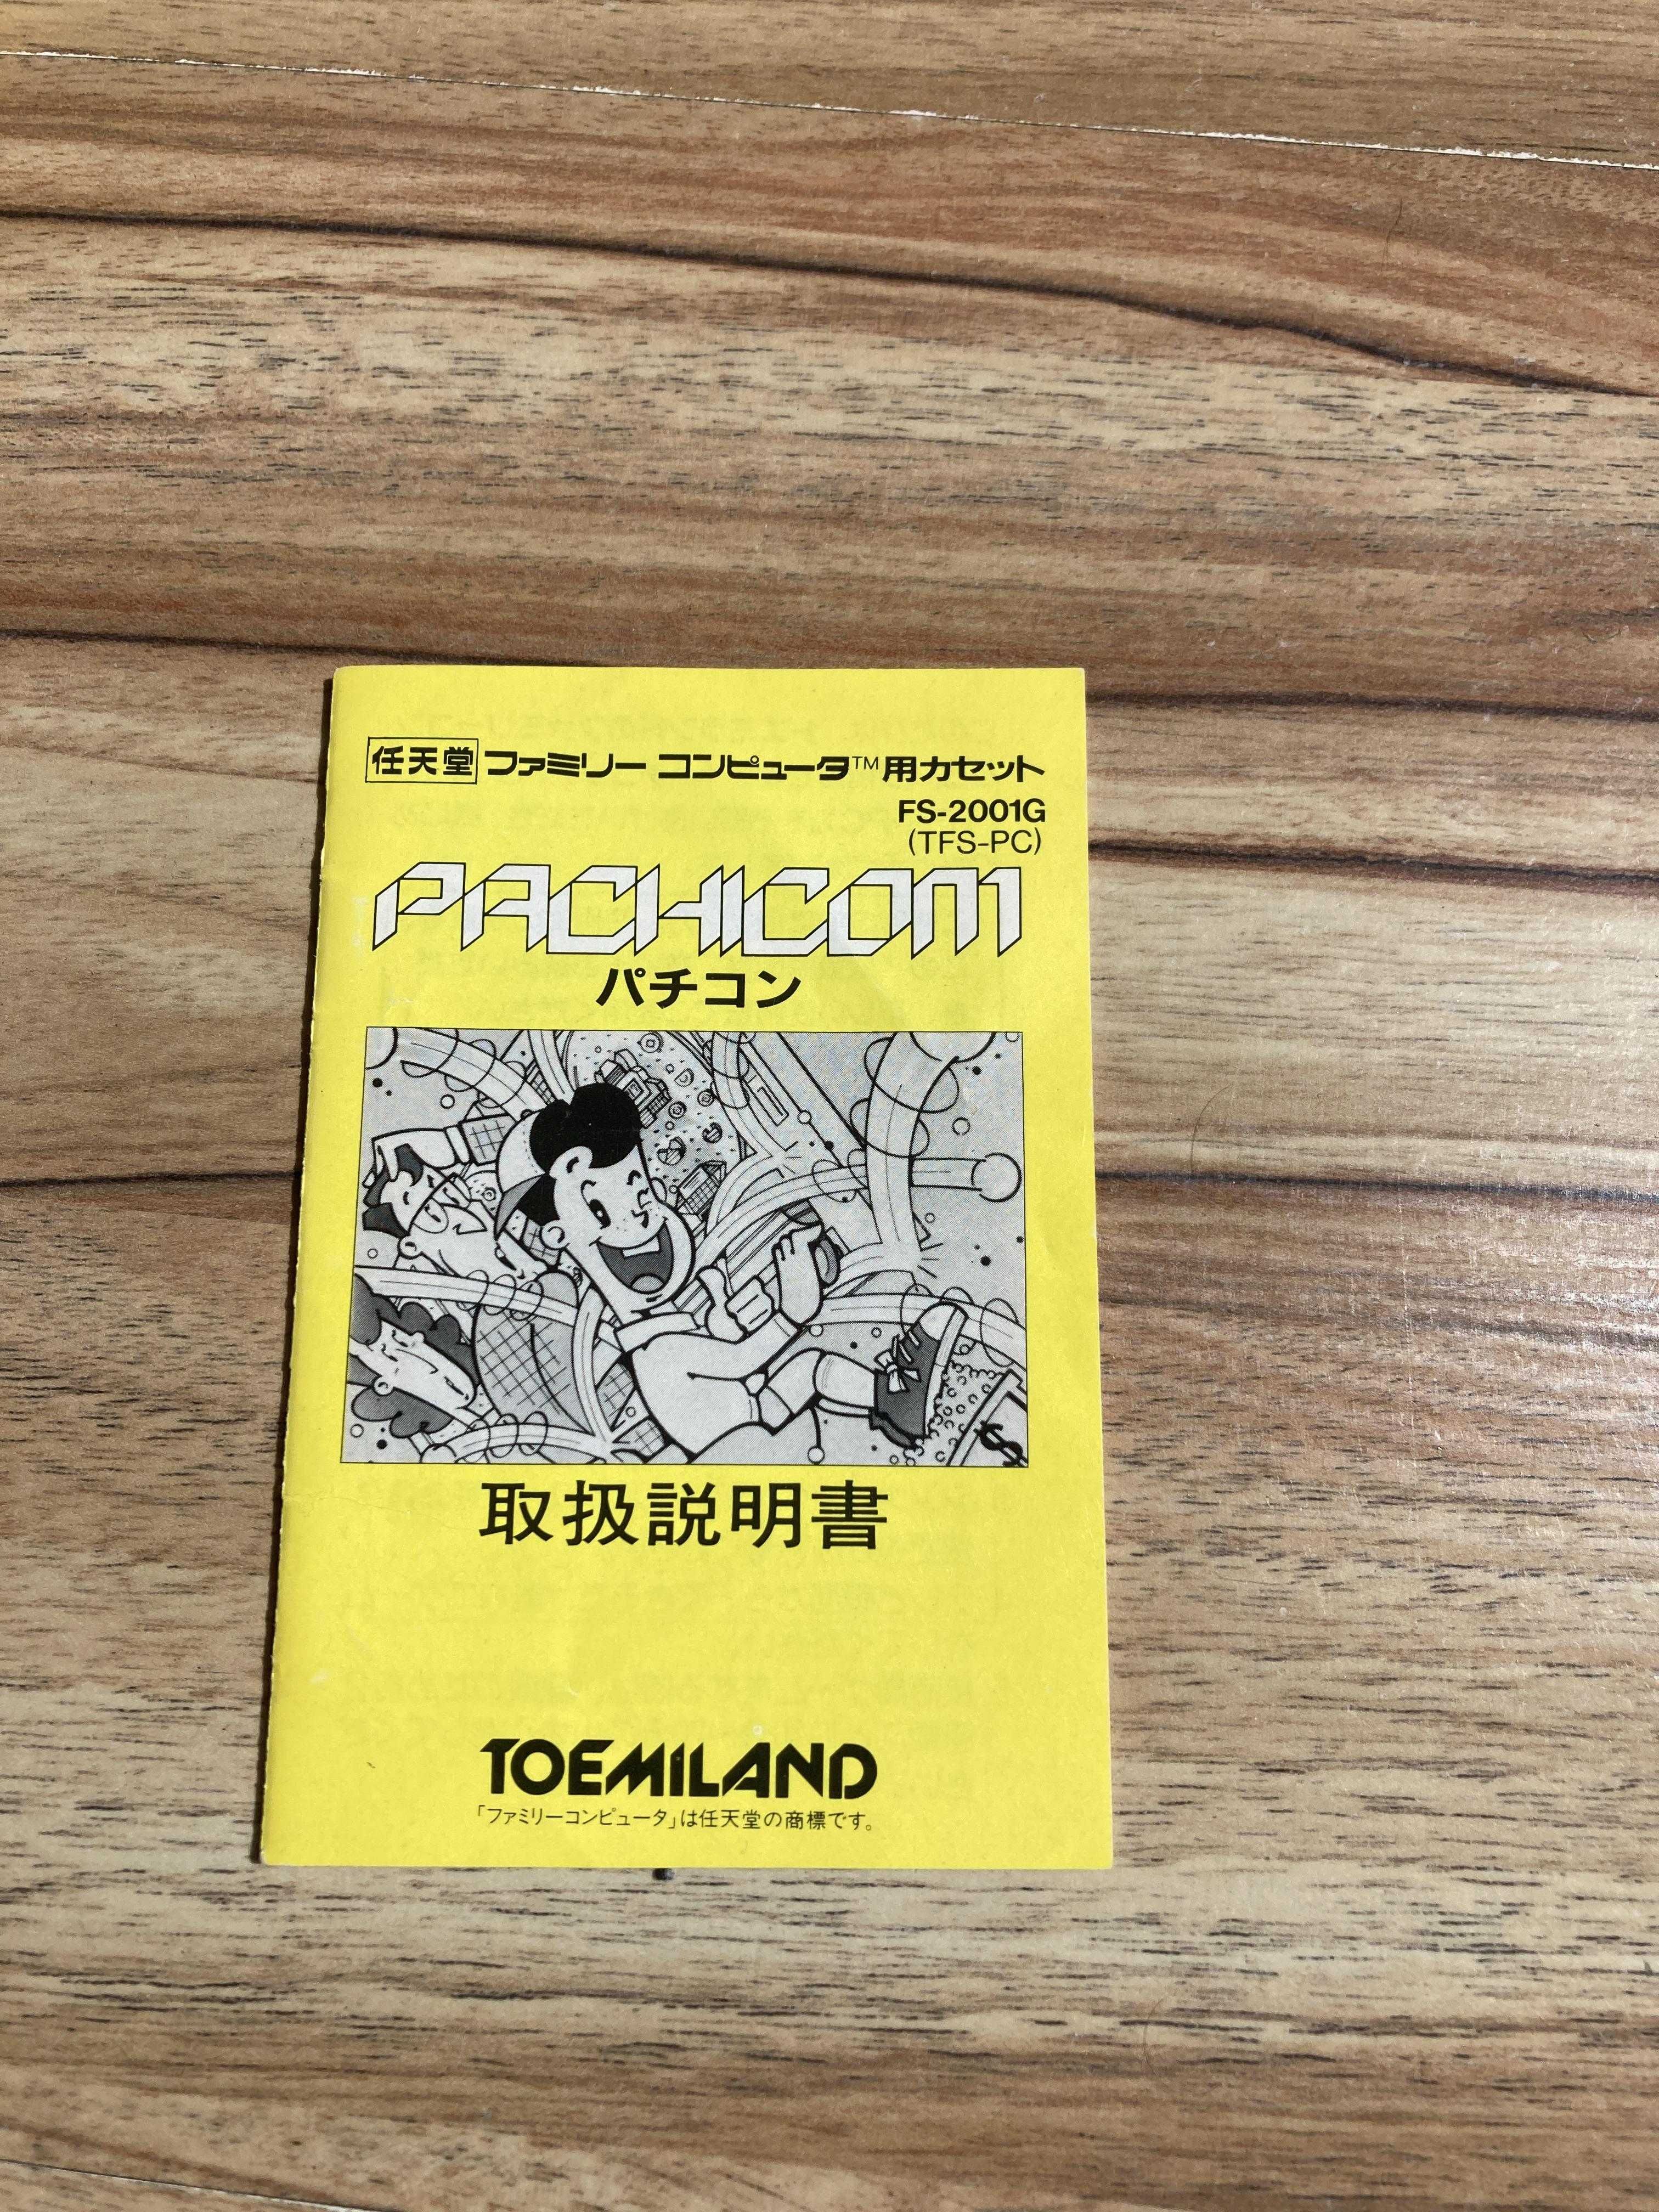 任天堂 ファミリー コンピュータ™用カセット
FS-2001G
(TFS-PC)
PACHICOM
パチコン
$
取扱説明書
TOEMILAND
「ファミリーコンピュータ」は任天堂の商標です。